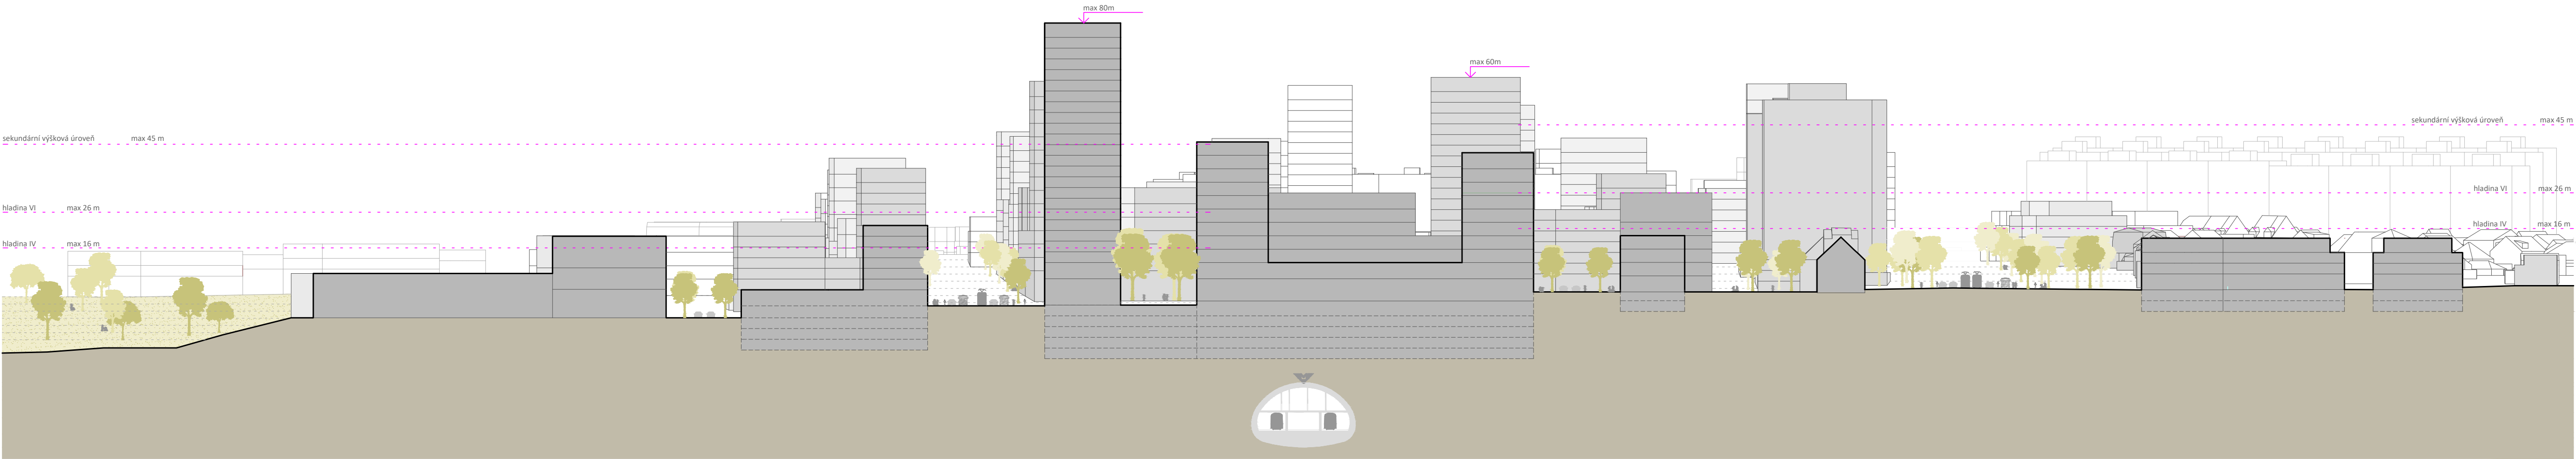 max 80m
max 60m
sekundární výšková úroveň max 45 m
sekundární výšková úroveň max 45 m
hladina VI max 26 m
hladina VI max 26 m
hladina IV max 16 m
hladina IV max 16 m